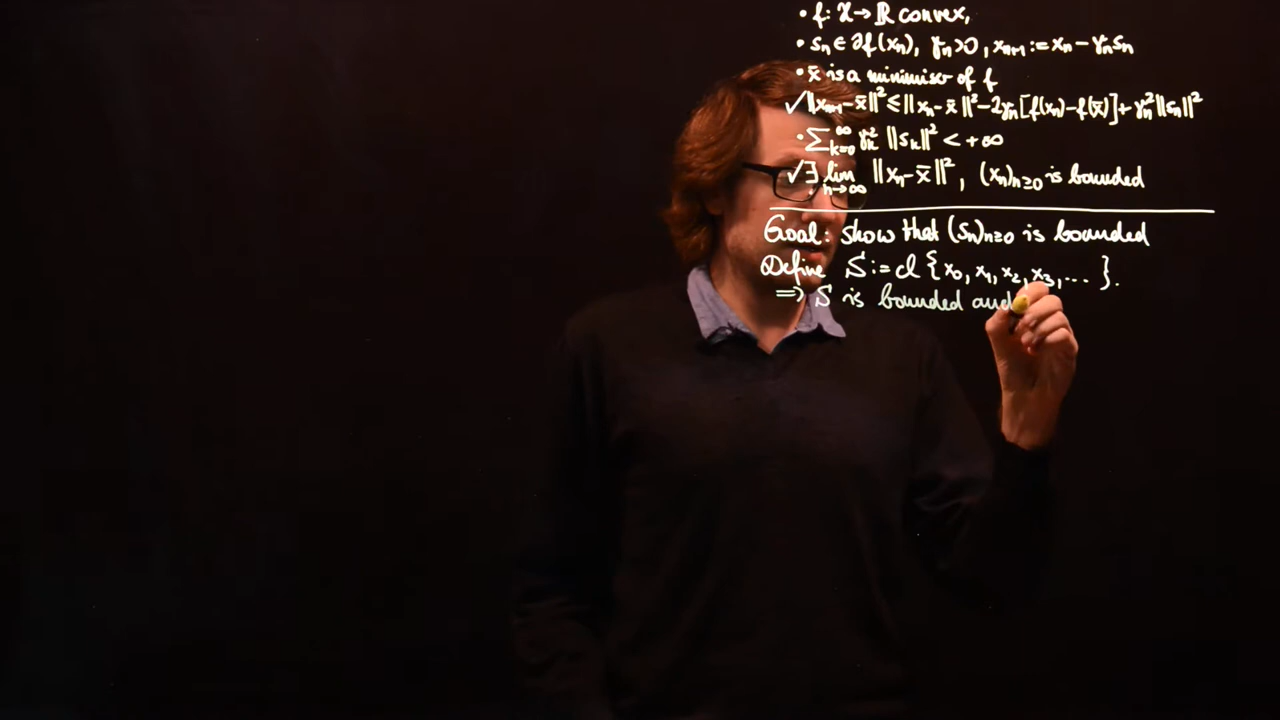 • f: X → ℝ convex,
• sₙ ∈ ∂f(xₙ), γₙ>0, xₙ₊₁ := xₙ − γₙsₙ
• x̄ is a minimiser of f
✓ ‖xₙ₊₁−x̄‖² ≤ ‖xₙ−x̄‖² − 2γₙ[f(xₙ)−f(x̄)] + γₙ²‖sₙ‖²
• ∑_{k=0}^{∞} γₖ² ‖sₖ‖² < +∞
✓ ∃ lim_{n→∞} ‖xₙ−x̄‖², (xₙ)ₙ≥₀ is bounded
Goal: show that (sₙ)ₙ≥₀ is bounded
Define S := cl {x₀, x₁, x₂, x₃, ... }.
⇒ S is bounded and